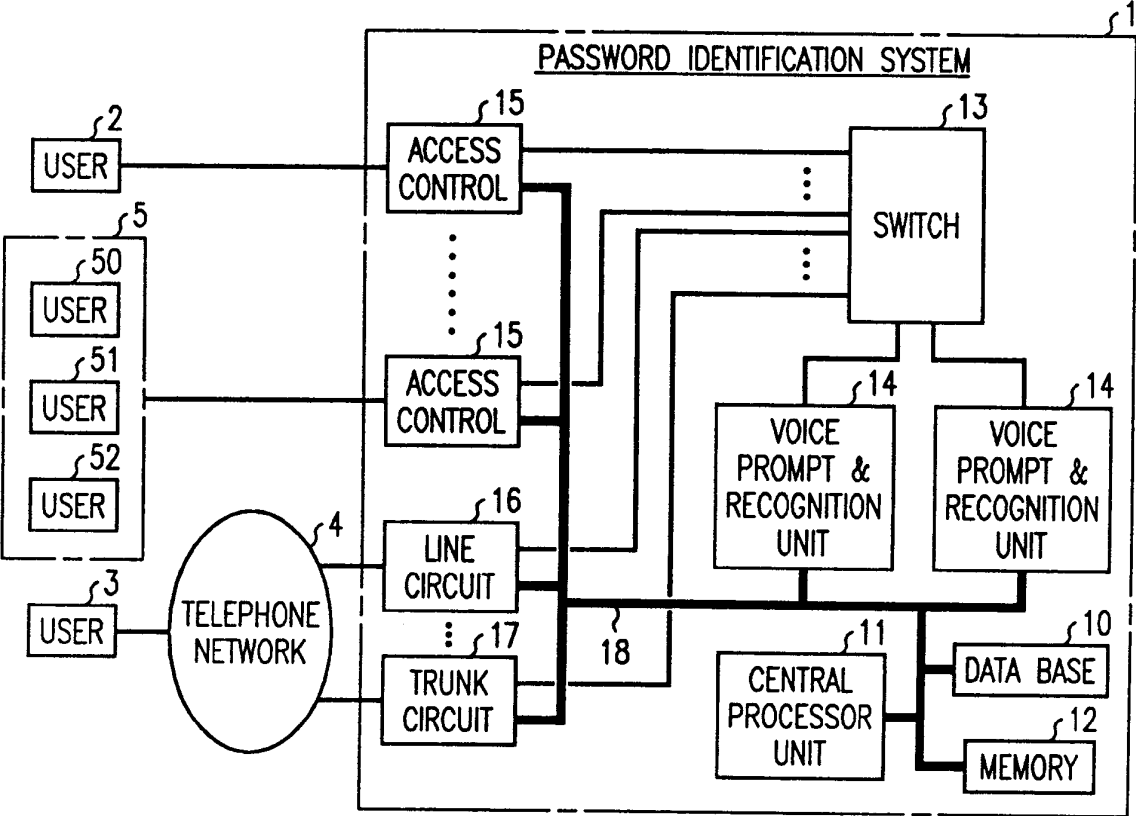 1
PASSWORD IDENTIFICATION SYSTEM
2
USER
15
ACCESS
CONTROL
13
SWITCH
5
50
USER
51
USER
52
USER
15
ACCESS
CONTROL
14
VOICE
PROMPT &
RECOGNITION
UNIT
14
VOICE
PROMPT &
RECOGNITION
UNIT
4
TELEPHONE
NETWORK
3
USER
16
LINE
CIRCUIT
17
TRUNK
CIRCUIT
18
11
CENTRAL
PROCESSOR
UNIT
10
DATA BASE
12
MEMORY